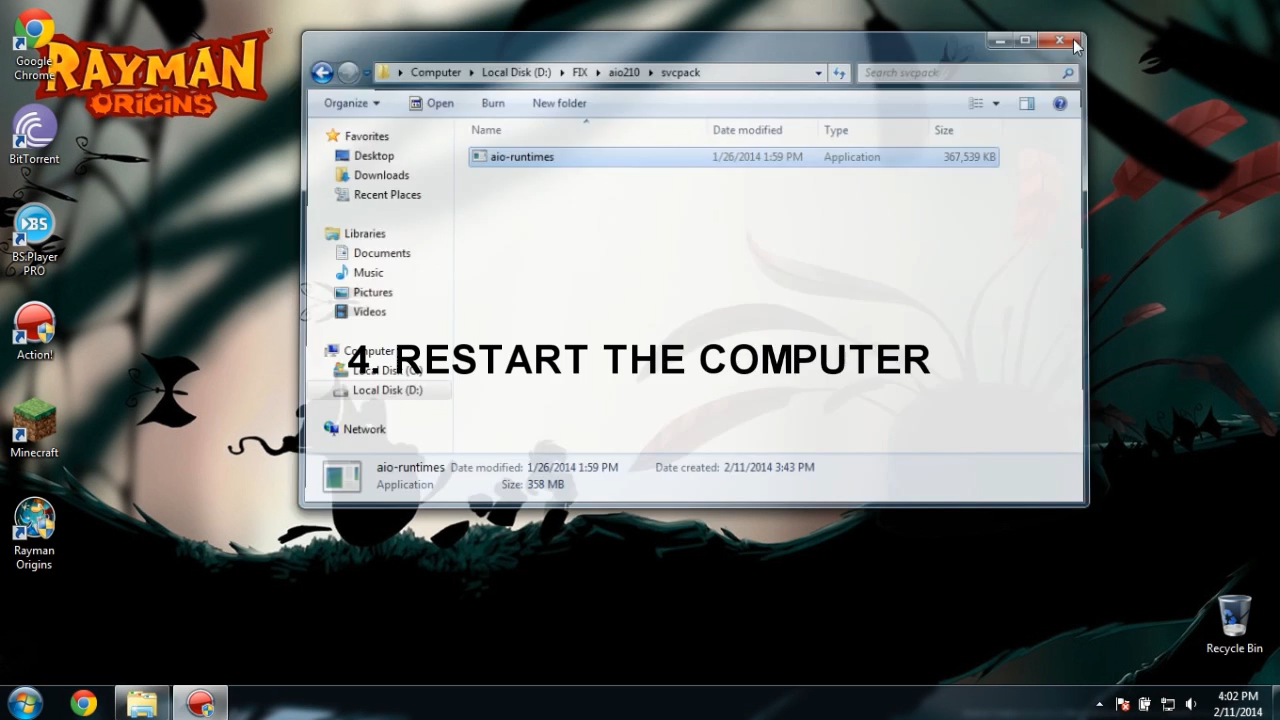 RAYMAN
ORIGINS
Google
Chrome
BitTorrent
BS
BS.Player
PRO
Action!
Minecraft
Rayman
Origins
Computer
Local Disk (D:)
FIX
aio210
svcpack
Search svcpack
Organize
Open
Burn
New folder
Name
Date modified
Type
Size
aio-runtimes
1/26/2014 1:59 PM
Application
367,539 KB
Favorites
Desktop
Downloads
Recent Places
Libraries
Documents
Music
Pictures
Videos
Computer
Local Disk (C:)
Local Disk (D:)
Network
4. RESTART THE COMPUTER
aio-runtimes Date modified: 1/26/2014 1:59 PM Date created: 2/11/2014 3:43 PM
Application Size: 358 MB
Recycle Bin
4:02 PM
2/11/2014